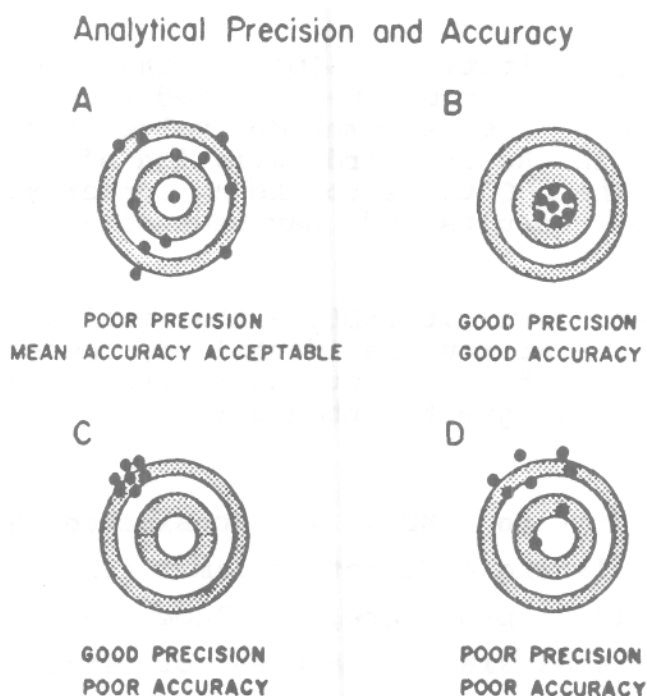 Analytical Precision and Accuracy
A
B
POOR PRECISION
MEAN ACCURACY ACCEPTABLE
GOOD PRECISION
GOOD ACCURACY
C
D
GOOD PRECISION
POOR ACCURACY
POOR PRECISION
POOR ACCURACY